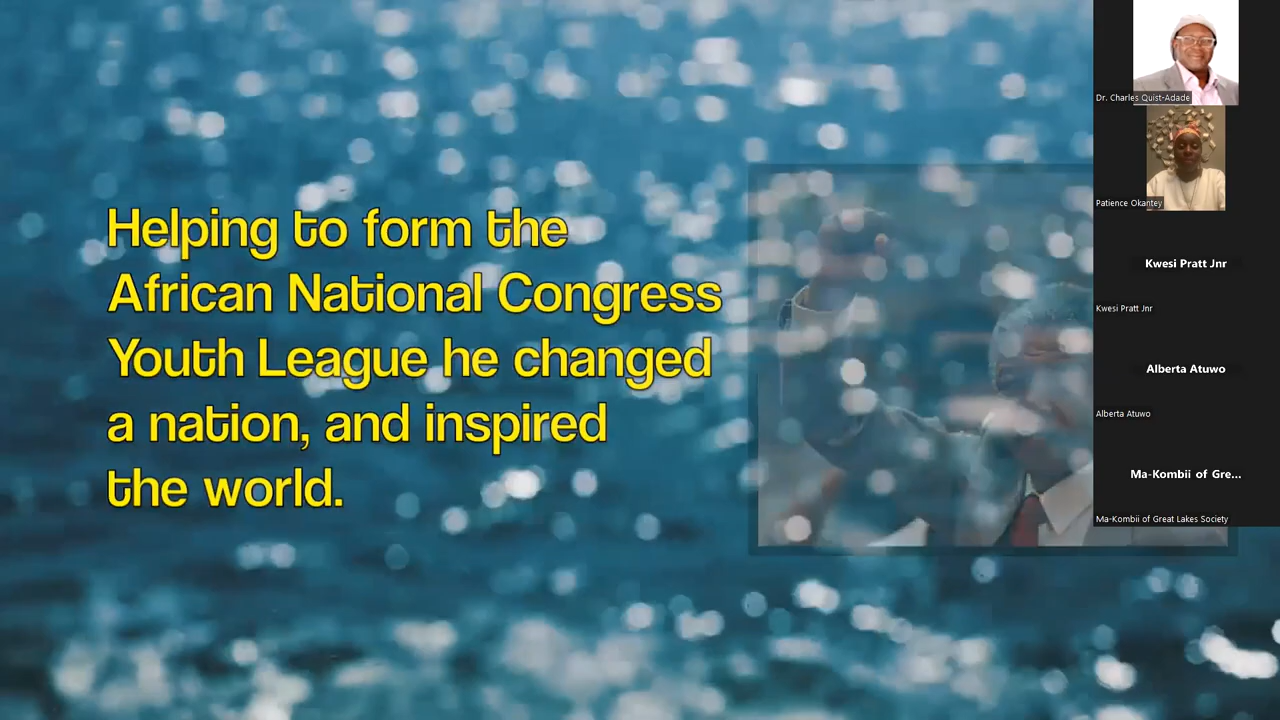 Helping to form the
African National Congress
Youth League he changed
a nation, and inspired
the world.
Dr. Charles Quist-Adade
Patience Okantey
Kwesi Pratt Jnr
Kwesi Pratt Jnr
Alberta Atuwo
Alberta Atuwo
Ma-Kombii of Gre...
Ma-Kombii of Great Lakes Society